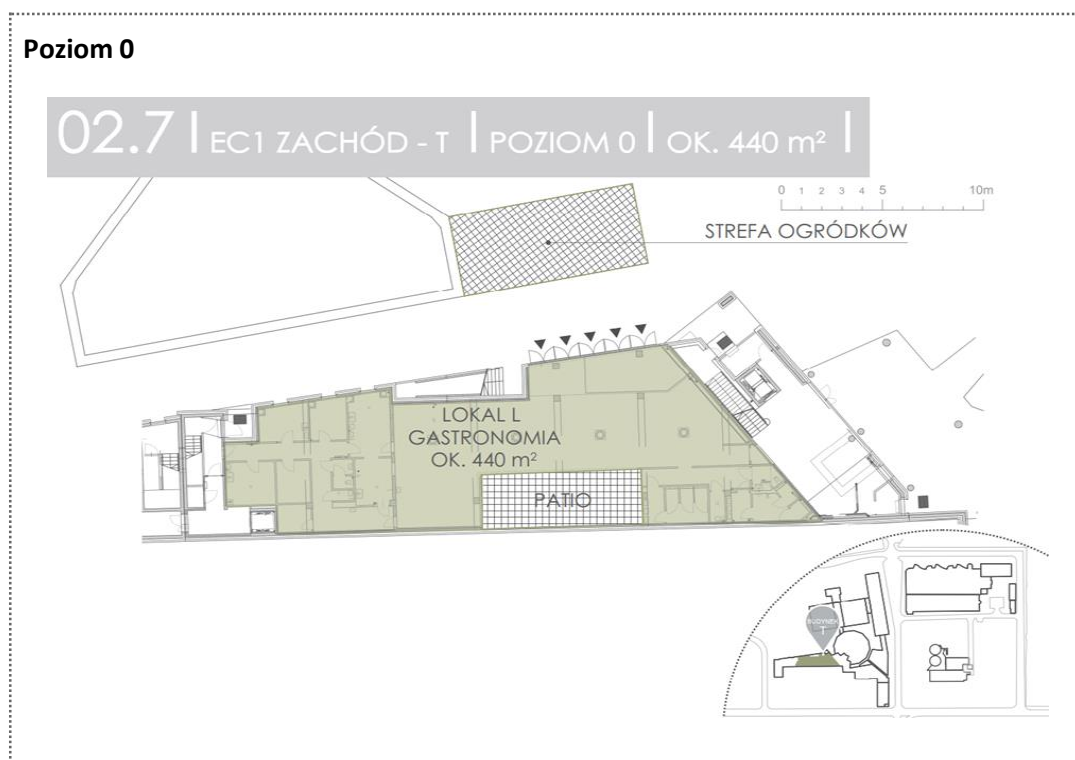 Poziom 0
02.7 | EC1 ZACHÓD - T | POZIOM 0 | OK. 440 m² |
0 1 2 3 4 5 10m
STREFA OGRÓDKÓW
LOKAL L
GASTRONOMIA
OK. 440 m²
PATIO
BUDYNEK
T